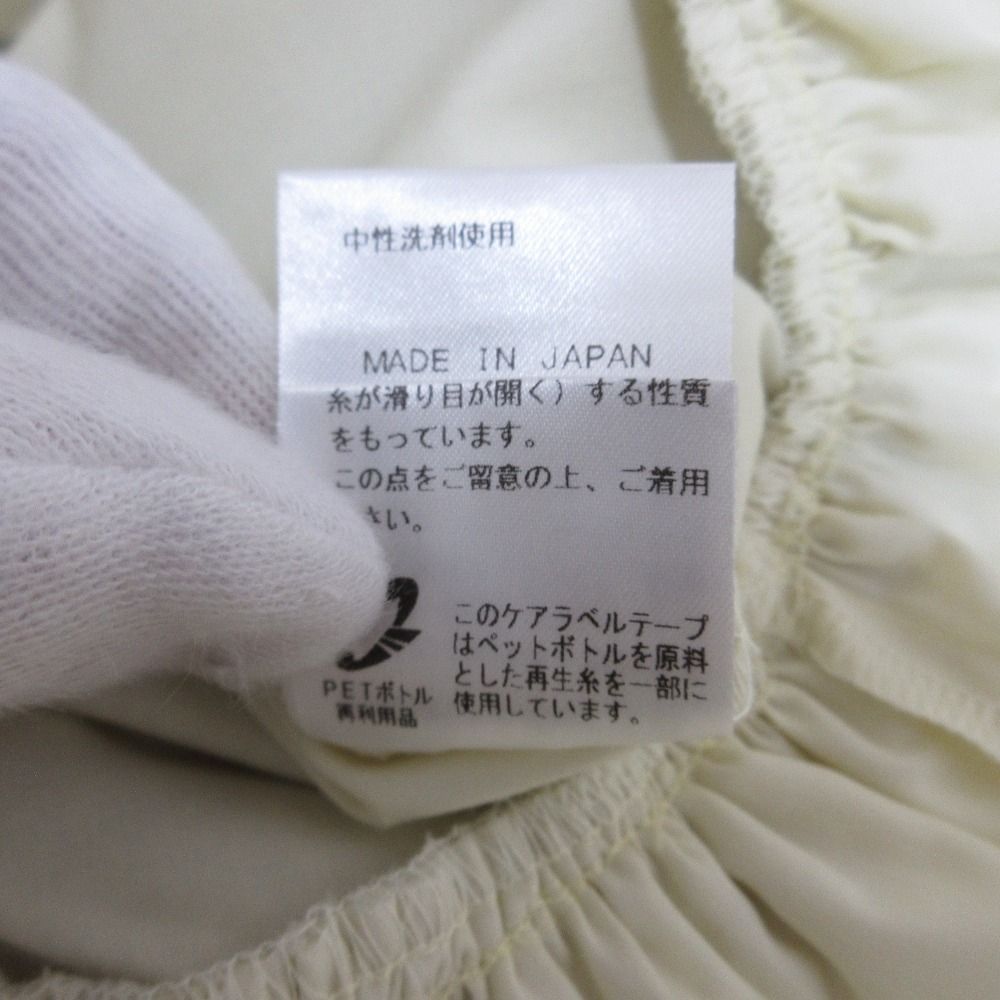 中性洗剤使用
MADE IN JAPAN
糸が滑り目が開く）する性質
をもっています。
この点をご留意の上、ご着用
さい。
PETボトル
再利用品
このケアラベルテープ
はペットボトルを原料
とした再生糸を一部に
使用しています。